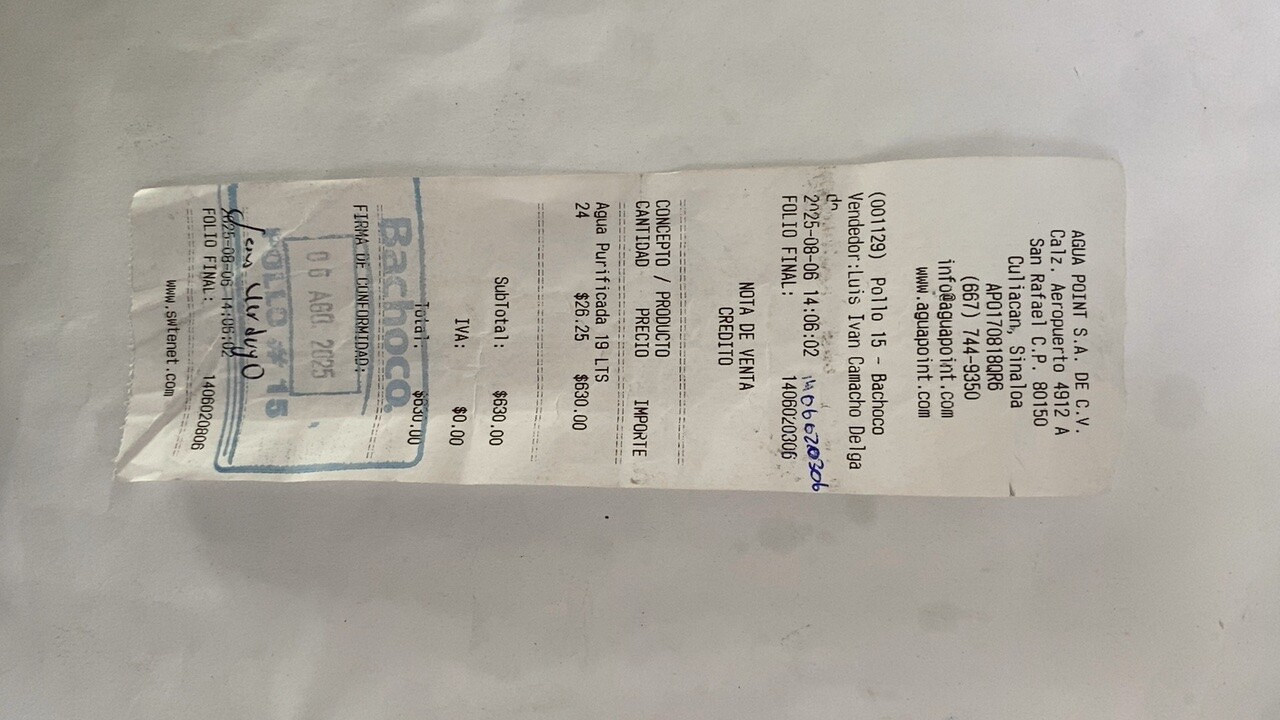 AGUA POINT S.A. DE C.V.
Calz. Aeropuerto 4912 A
San Rafael C.P. 80150
Culiacan, Sinaloa
APO170818QR6
(667) 744-9350
info@aguapoint.com
www.aguapoint.com
(001129) Pollo 15 - Bachoco
Vendedor:Luis Ivan Camacho Delga
do
2025-08-06 14:06:02 1406020306
FOLIO FINAL: 1406020306
NOTA DE VENTA
CREDITO
CONCEPTO / PRODUCTO
CANTIDAD PRECIO IMPORTE
Agua Purificada 19 LTS
24 $26.25 $630.00
SubTotal: $630.00
IVA: $0.00
Total: $630.00
Bachoco.
FIRMA DE CONFORMIDAD:
06 AGO. 2025
POLLO # 15
2025-08-06 14:06:02
FOLIO FINAL: 1406020306
www.swtenet.com